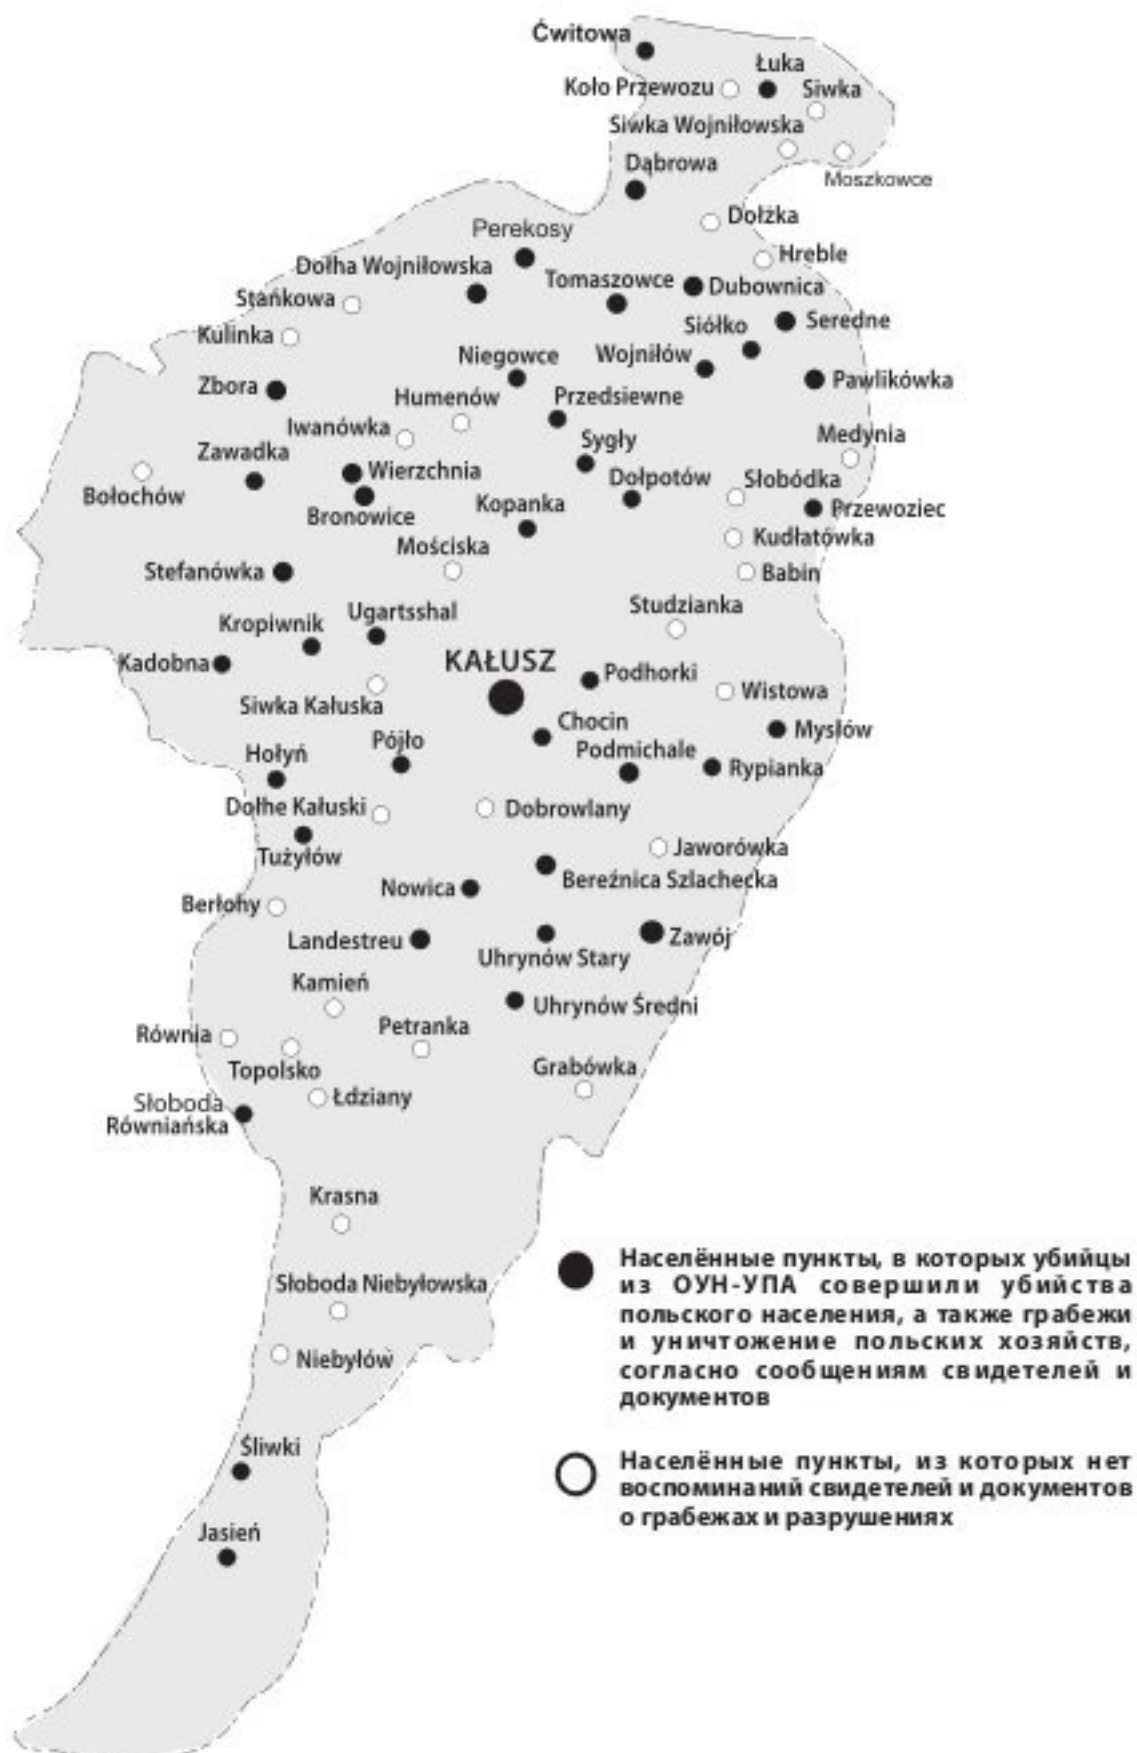 Ćwitowa
Łuka
Koło Przewozu
Siwka
Siwka Wojniłowska
Dąbrowa
Moszkowce
Dołżka
Perekosy
Hreble
Dołha Wojniłowska
Tomaszowce
Dubownica
Stańkowa
Siółko
Seredne
Kulinka
Niegowce
Wojniłów
Zbora
Humenów
Przedsiewne
Pawlikówka
Iwanówka
Sygły
Medynia
Zawadka
Wierzchnia
Dołpotów
Słobódka
Bołochów
Bronowice
Kopanka
Przewoziec
Mościska
Kudłatówka
Stefanówka
Babin
Studzianka
Kropiwnik
Ugartsshal
Kadobna
KAŁUSZ
Podhorki
Siwka Kałuska
Wistowa
Chocin
Mysłów
Hołyń
Pójło
Podmichale
Rypianka
Dołhe Kałuski
Dobrowlany
Tużyłów
Jaworówka
Nowica
Bereźnica Szlachecka
Berłohy
Landestreu
Zawój
Uhrynów Stary
Kamień
Uhrynów Średni
Równia
Petranka
Topolsko
Grabówka
Łdziany
Słoboda
Równiańska
Krasna
Słoboda Niebyłowska
Niebyłów
Śliwki
Jasień
Населённые пункты, в которых убийцы
из ОУН-УПА совершили убийства
польского населения, а также грабежи
и уничтожение польских хозяйств,
согласно сообщениям свидетелей и
документов
Населённые пункты, из которых нет
воспоминаний свидетелей и документов
о грабежах и разрушениях